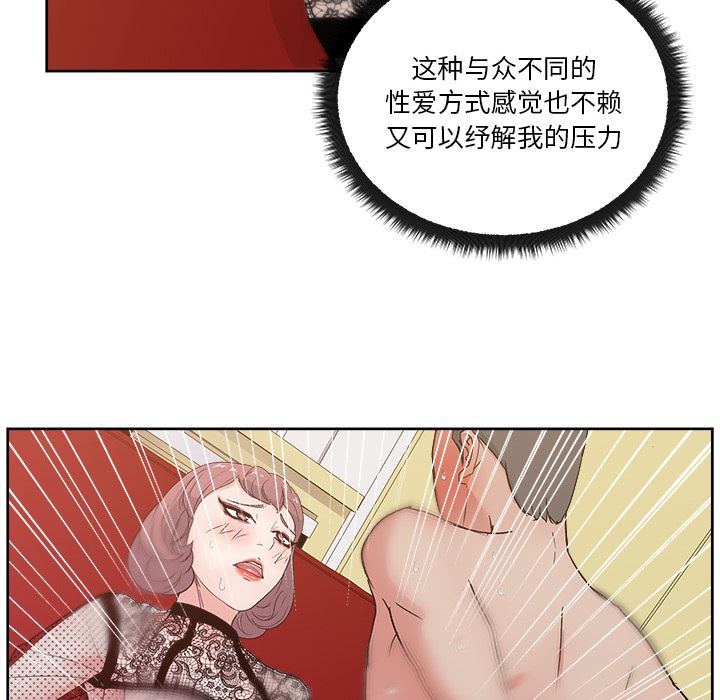 这种与众不同的
性爱方式感觉也不赖
又可以纾解我的压力